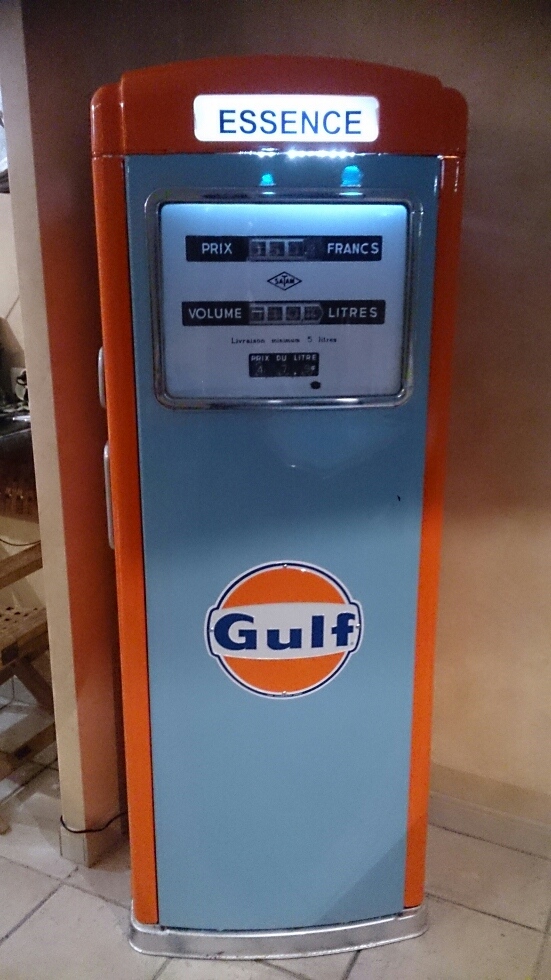 ESSENCE
PRIX FRANCS
SATAM
VOLUME LITRES
Livraison minimum 5 litres
PRIX DU LITRE
Gulf